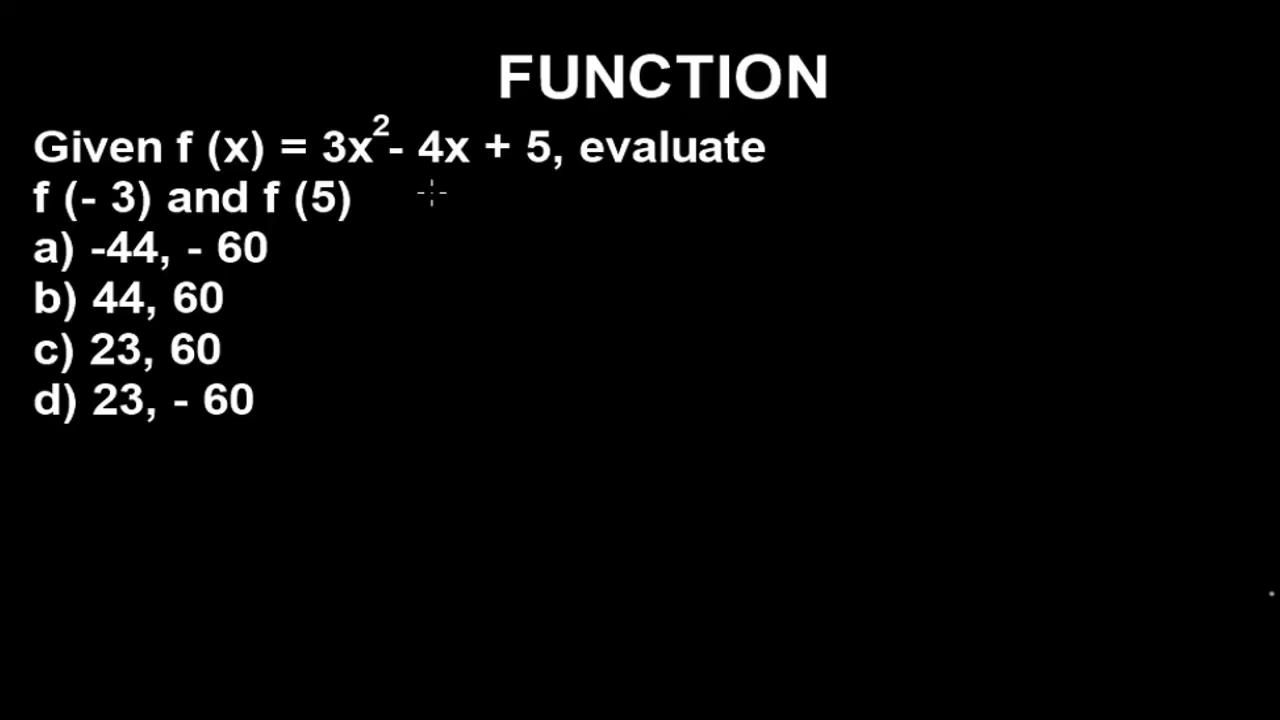 FUNCTION
Given f (x) = 3x²- 4x + 5, evaluate
f (- 3) and f (5)
a) -44, - 60
b) 44, 60
c) 23, 60
d) 23, - 60